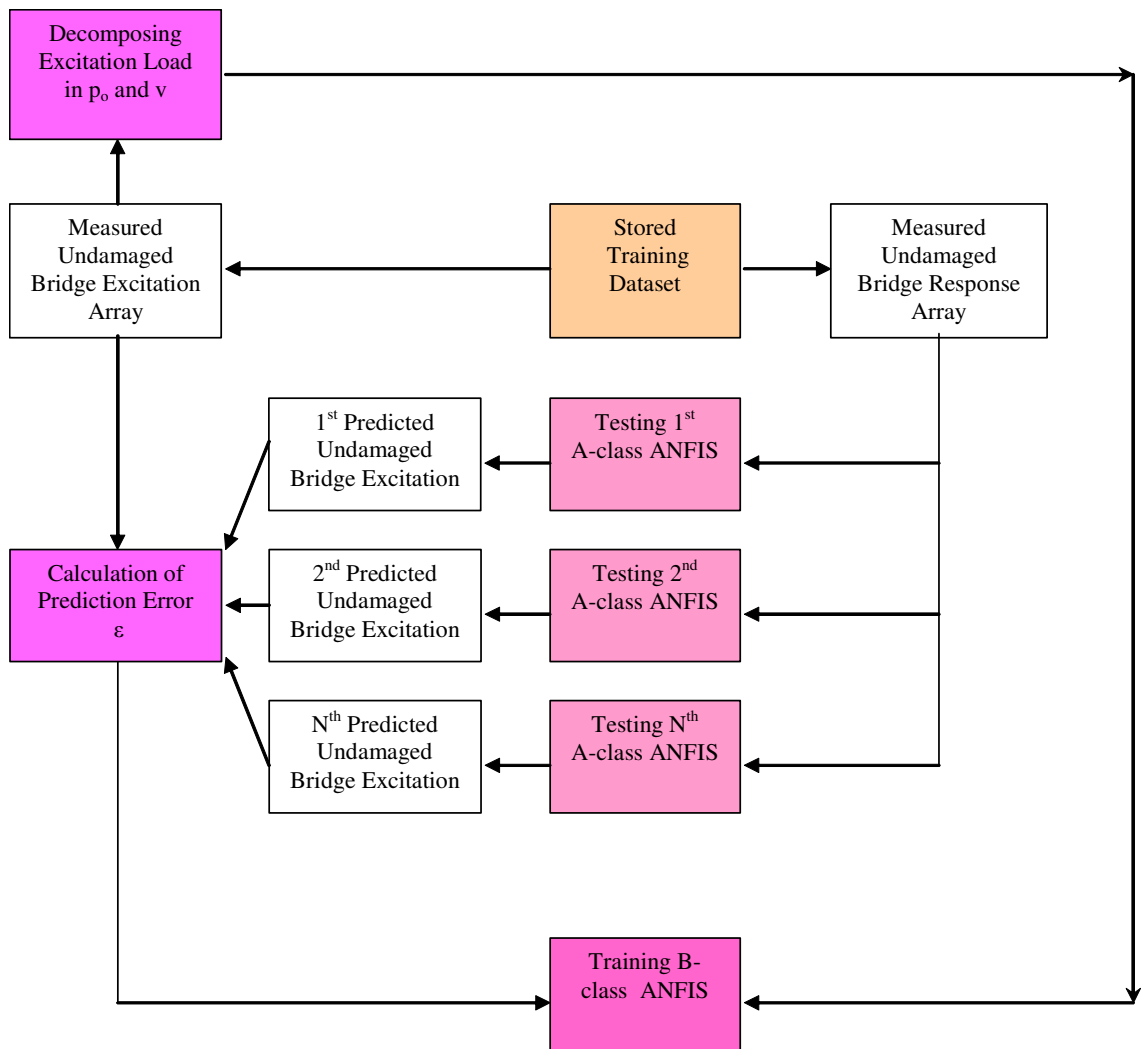 Decomposing
Excitation Load
in pₒ and v
Measured
Undamaged
Bridge Excitation
Array
Stored
Training
Dataset
Measured
Undamaged
Bridge Response
Array
1ˢᵗ Predicted
Undamaged
Bridge Excitation
Testing 1ˢᵗ
A-class ANFIS
Calculation of
Prediction Error
ε
2ⁿᵈ Predicted
Undamaged
Bridge Excitation
Testing 2ⁿᵈ
A-class ANFIS
Nᵗʰ Predicted
Undamaged
Bridge Excitation
Testing Nᵗʰ
A-class ANFIS
Training B-
class ANFIS